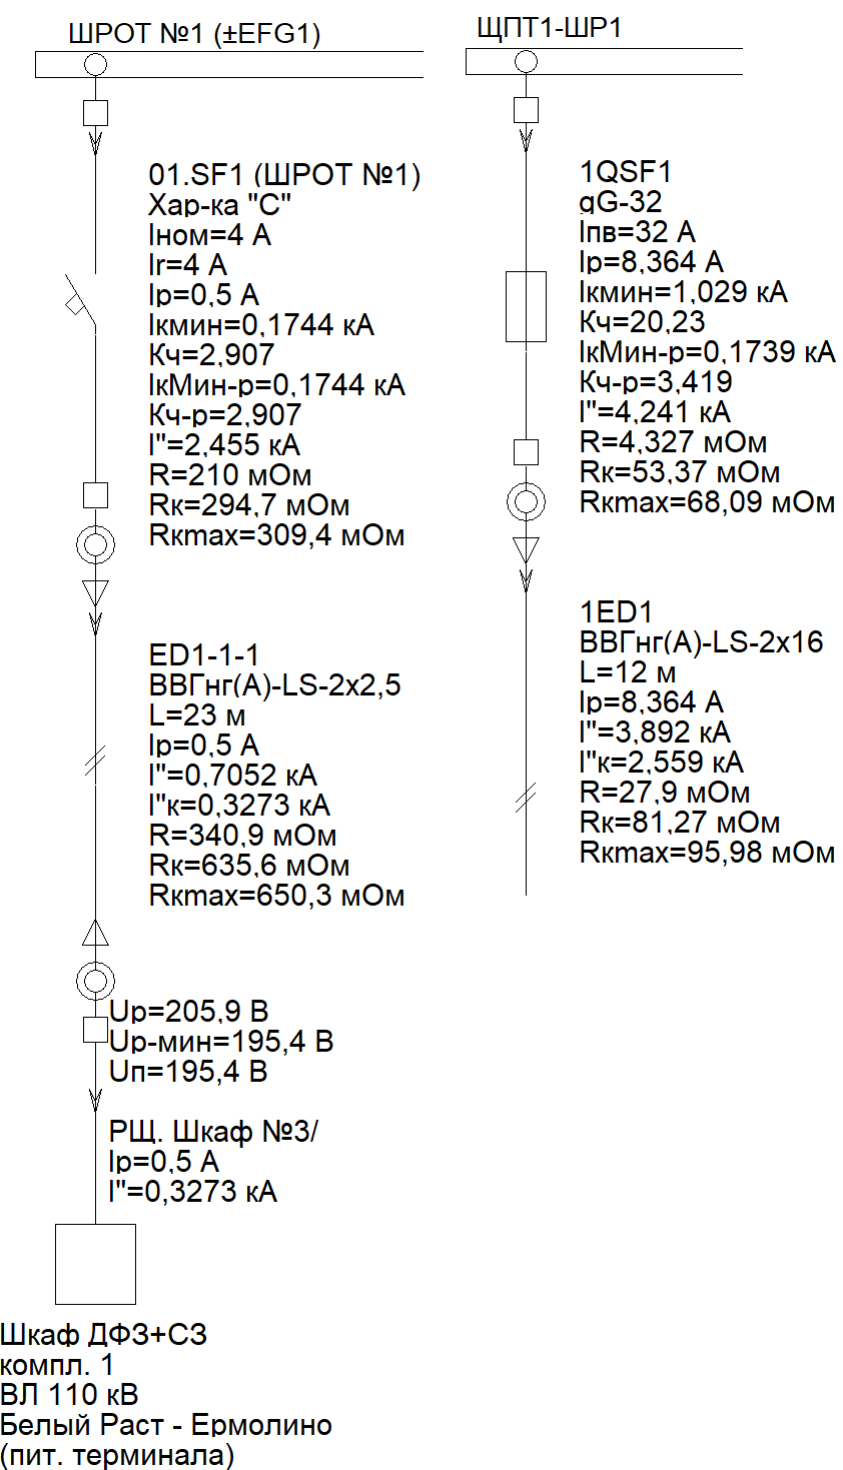 ШРОТ №1 (±EFG1)
01.SF1 (ШРОТ №1)
Хар-ка "С"
Iном=4 А
Ir=4 А
Iр=0,5 А
Iкмин=0,1744 кА
Кч=2,907
IкМин-р=0,1744 кА
Кч-р=2,907
I"=2,455 кА
R=210 мОм
Rк=294,7 мОм
Rкmax=309,4 мОм
ED1-1-1
ВВГнг(А)-LS-2x2,5
L=23 м
Iр=0,5 А
I"=0,7052 кА
I"к=0,3273 кА
R=340,9 мОм
Rк=635,6 мОм
Rкmax=650,3 мОм
Uр=205,9 В
Uр-мин=195,4 В
Uп=195,4 В
РЩ. Шкаф №3/
Iр=0,5 А
I"=0,3273 кА
Шкаф ДФЗ+СЗ
компл. 1
ВЛ 110 кВ
Белый Раст - Ермолино
(пит. терминала)
ЩПТ1-ШР1
1QSF1
gG-32
Iпв=32 А
Iр=8,364 А
Iкмин=1,029 кА
Кч=20,23
IкМин-р=0,1739 кА
Кч-р=3,419
I"=4,241 кА
R=4,327 мОм
Rк=53,37 мОм
Rкmax=68,09 мОм
1ED1
ВВГнг(А)-LS-2x16
L=12 м
Iр=8,364 А
I"=3,892 кА
I"к=2,559 кА
R=27,9 мОм
Rк=81,27 мОм
Rкmax=95,98 мОм